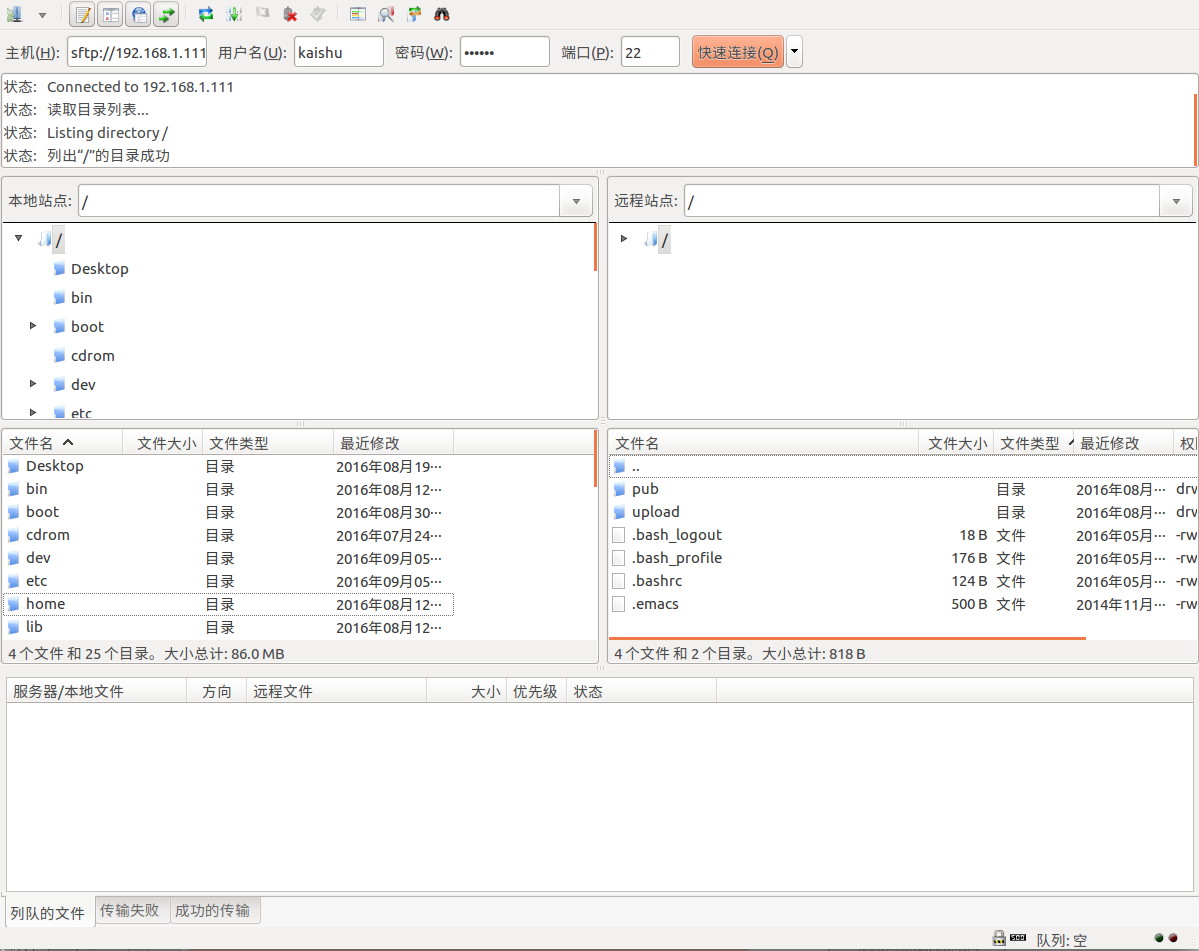 主机(H): sftp://192.168.1.111 用户名(U): kaishu 密码(W): •••••• 端口(P): 22 快速连接(Q)
状态: Connected to 192.168.1.111
状态: 读取目录列表...
状态: Listing directory /
状态: 列出“/”的目录成功
本地站点: /
/
Desktop
bin
boot
cdrom
dev
etc
远程站点: /
/
文件名 文件大小 文件类型 最近修改
Desktop 目录 2016年08月19…
bin 目录 2016年08月12…
boot 目录 2016年08月30…
cdrom 目录 2016年07月24…
dev 目录 2016年09月05…
etc 目录 2016年09月05…
home 目录 2016年08月12…
lib 目录 2016年08月12…
4 个文件 和 25 个目录。大小总计: 86.0 MB
文件名 文件大小 文件类型 最近修改
..
pub 目录 2016年08月… drw
upload 目录 2016年08月… drw
.bash_logout 18 B 文件 2016年05月… -rw
.bash_profile 176 B 文件 2016年05月… -rw
.bashrc 124 B 文件 2016年05月… -rw
.emacs 500 B 文件 2014年11月… -rw
4 个文件 和 2 个目录。大小总计: 818 B
服务器/本地文件 方向 远程文件 大小 优先级 状态
列队的文件 传输失败 成功的传输
队列: 空